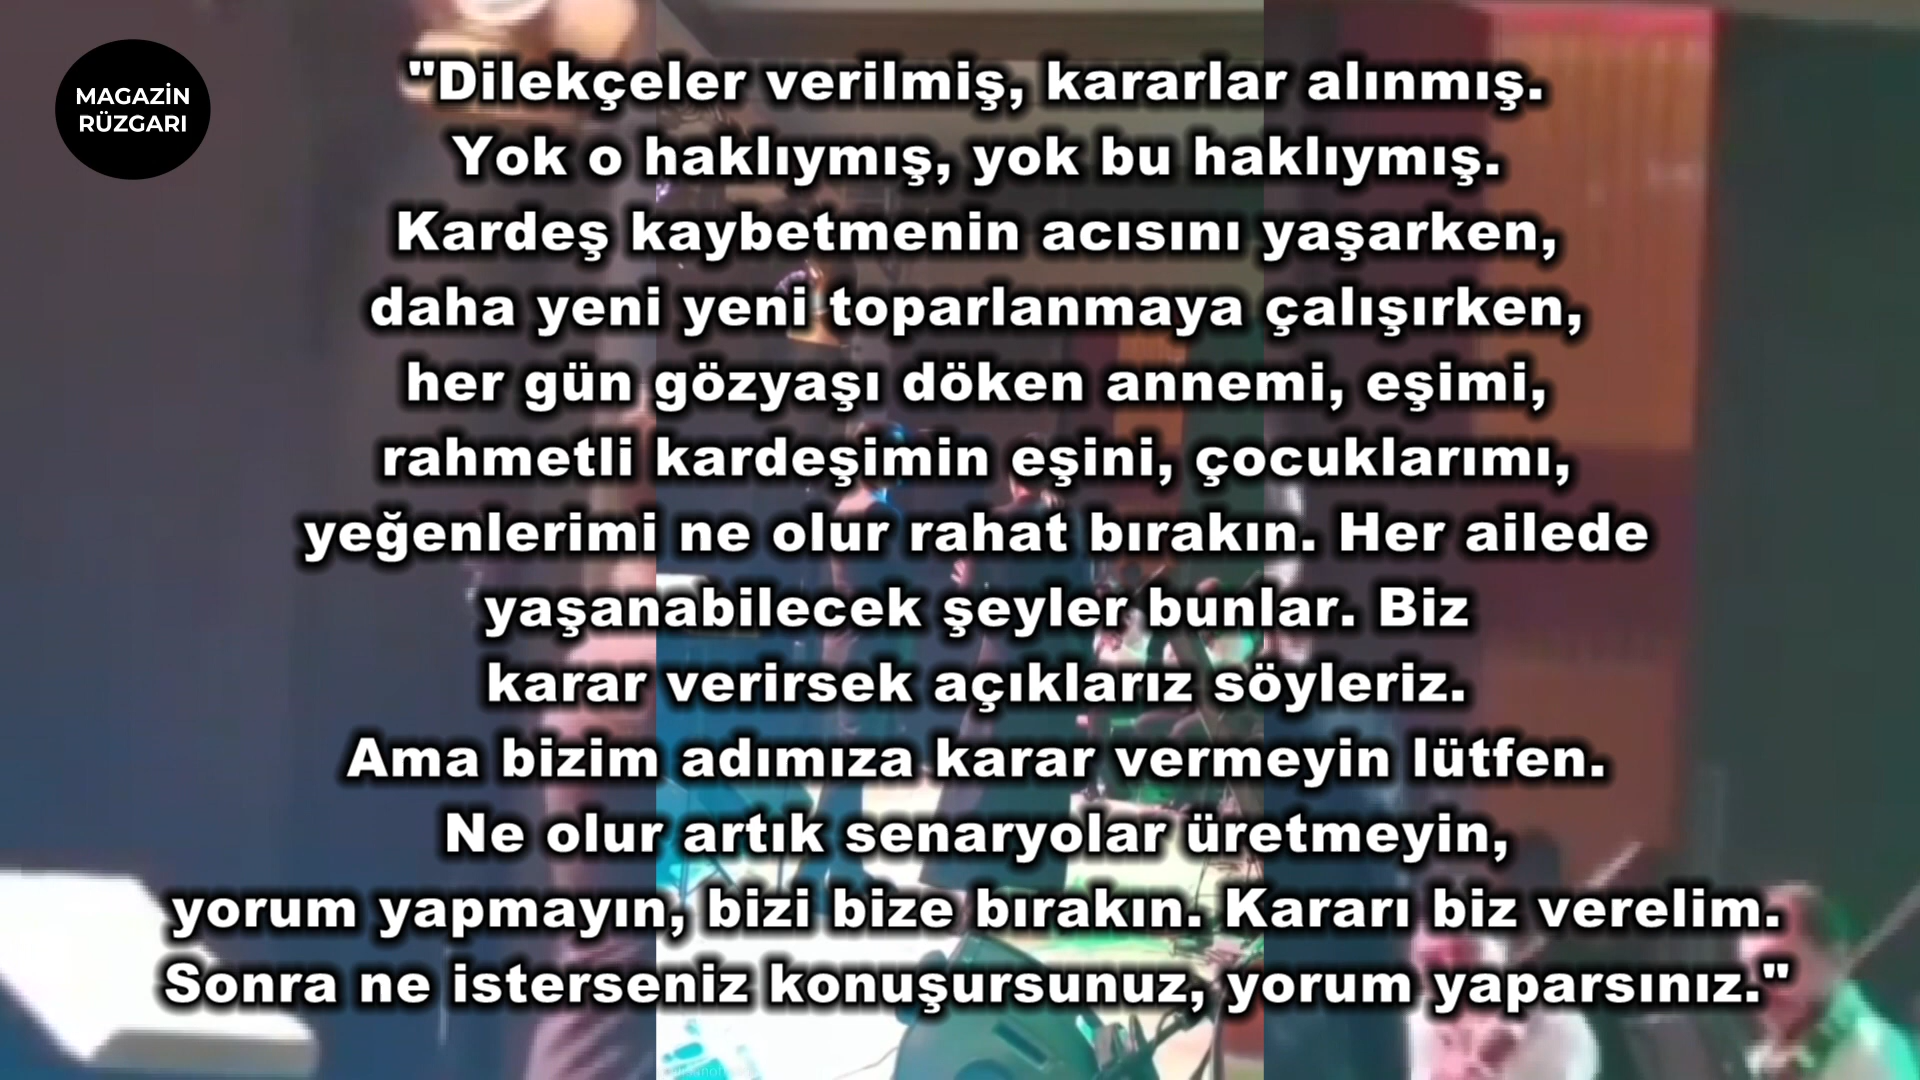 MAGAZİN
RÜZGARI
"Dilekçeler verilmiş, kararlar alınmış.
Yok o haklıymış, yok bu haklıymış.
Kardeş kaybetmenin acısını yaşarken,
daha yeni yeni toparlanmaya çalışırken,
her gün gözyaşı döken annemi, eşimi,
rahmetli kardeşimin eşini, çocuklarımı,
yeğenlerimi ne olur rahat bırakın. Her ailede
yaşanabilecek şeyler bunlar. Biz
karar verirsek açıklarız söyleriz.
Ama bizim adımıza karar vermeyin lütfen.
Ne olur artık senaryolar üretmeyin,
yorum yapmayın, bizi bize bırakın. Kararı biz verelim.
Sonra ne isterseniz konuşursunuz, yorum yaparsınız."